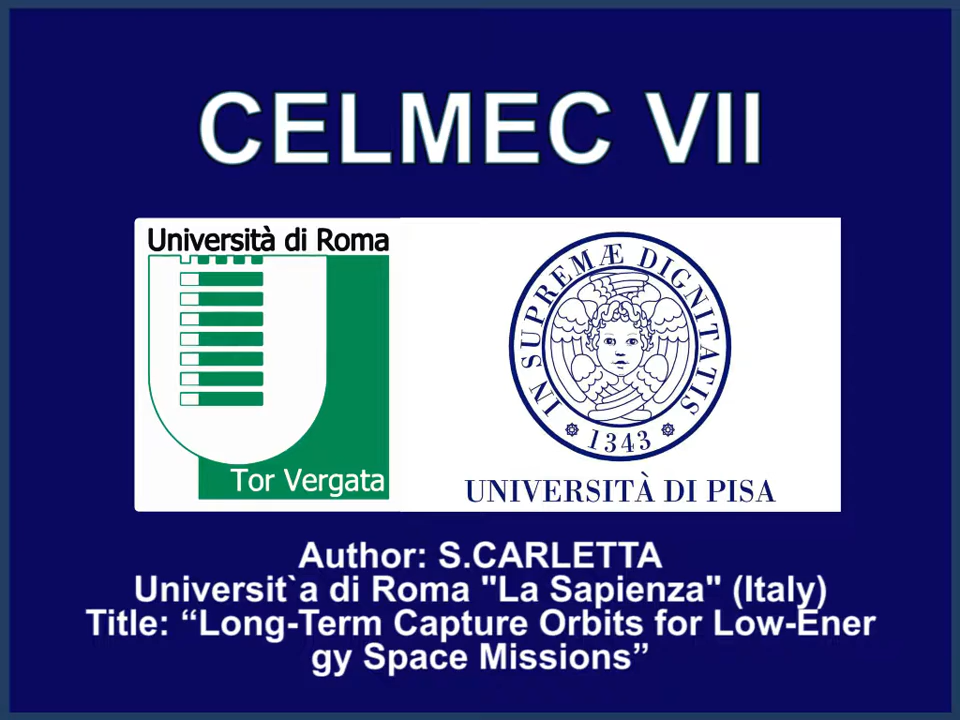 CELMEC VII
Università di Roma
Tor Vergata
IN SUPREMÆ DIGNITATIS
1343
UNIVERSITÀ DI PISA
Author: S.CARLETTA
Universit`a di Roma "La Sapienza" (Italy)
Title: “Long-Term Capture Orbits for Low-Ener
gy Space Missions”